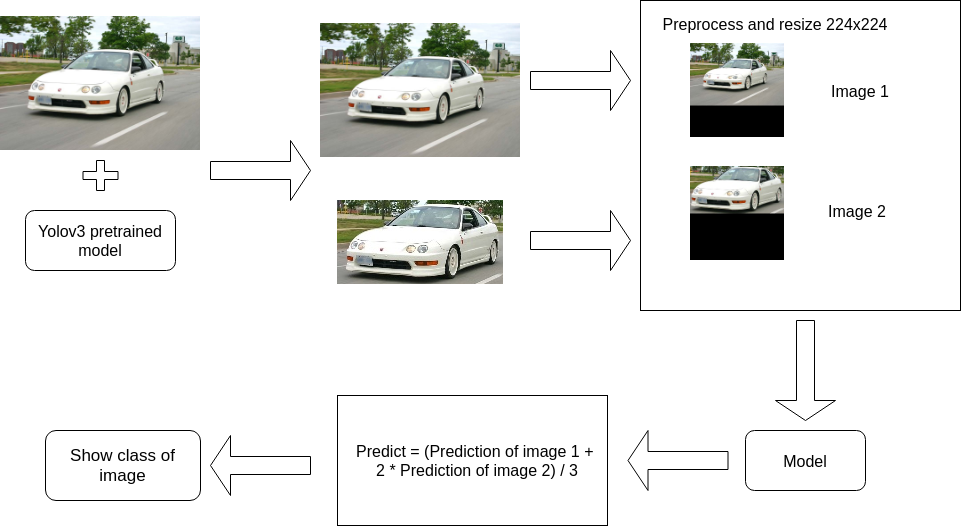 Preprocess and resize 224x224
Image 1
Yolov3 pretrained
model
Image 2
Model
Predict = (Prediction of image 1 +
2 * Prediction of image 2) / 3
Show class of
image